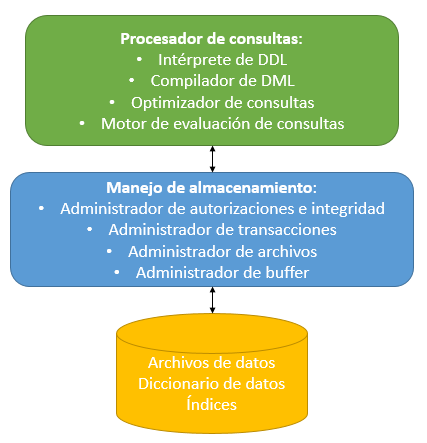 Procesador de consultas:
• Intérprete de DDL
• Compilador de DML
• Optimizador de consultas
• Motor de evaluación de consultas
Manejo de almacenamiento:
• Administrador de autorizaciones e integridad
• Administrador de transacciones
• Administrador de archivos
• Administrador de buffer
Archivos de datos
Diccionario de datos
Índices